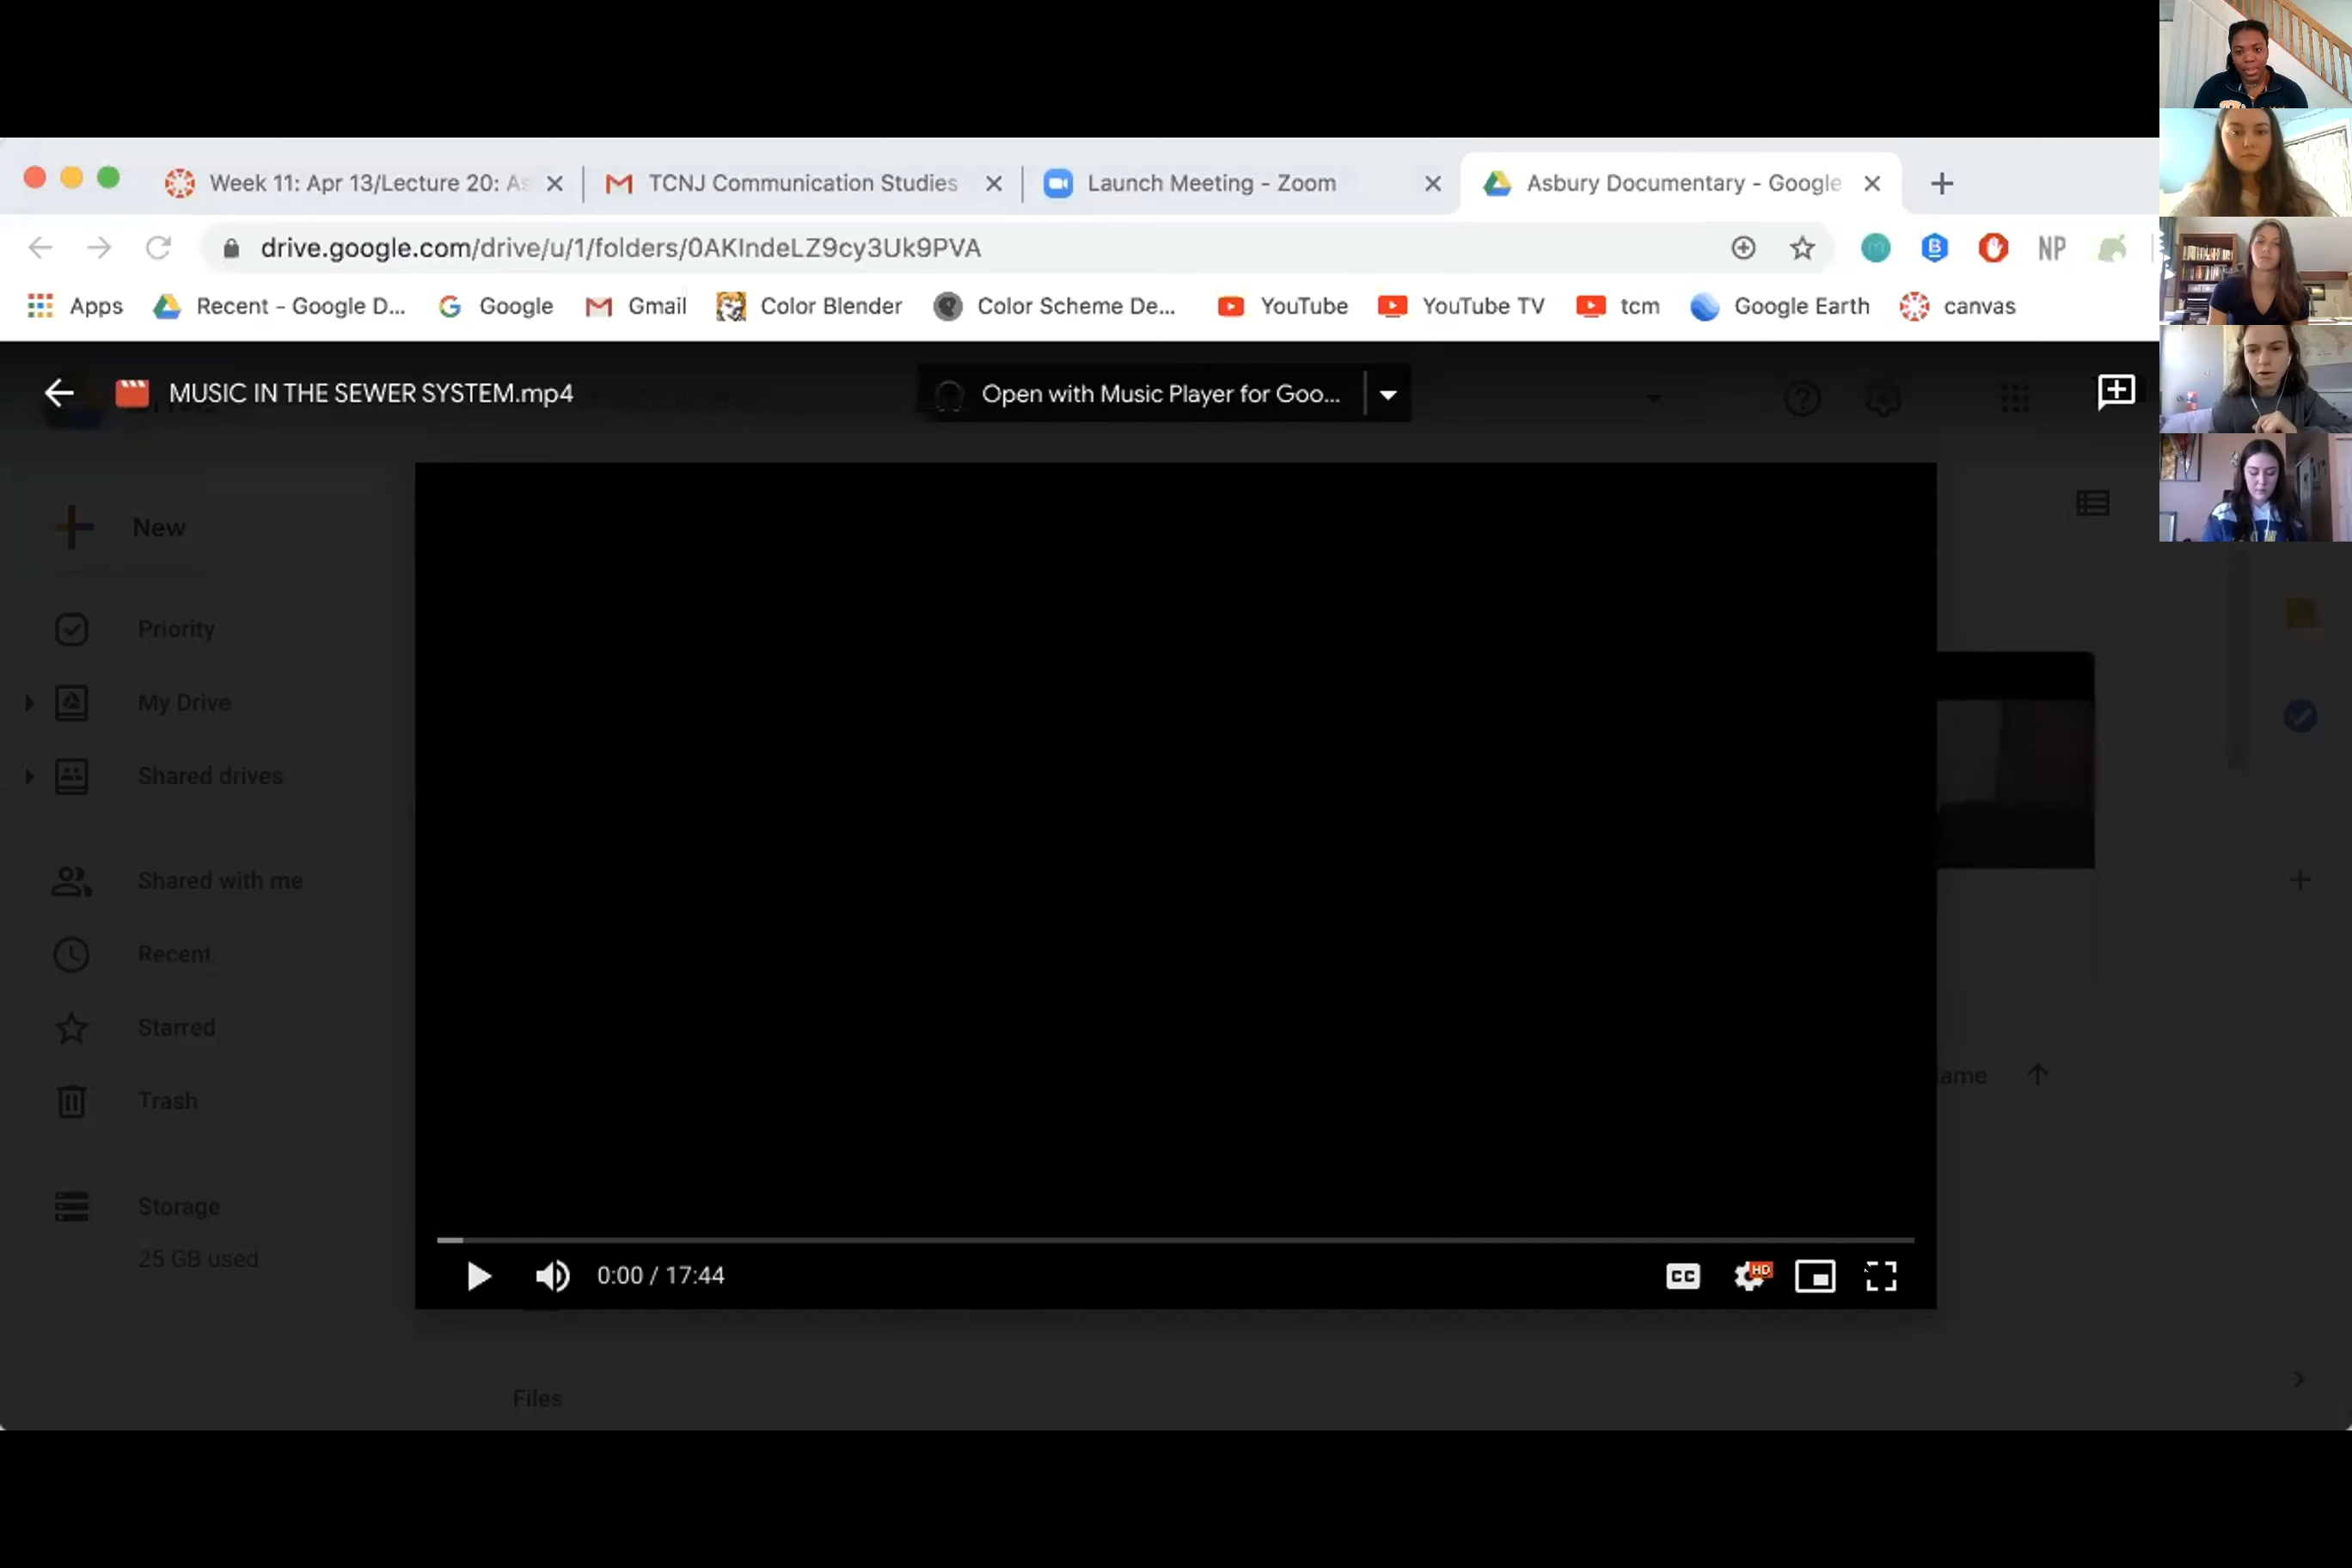 Week 11: Apr 13/Lecture 20: As
TCNJ Communication Studies
Launch Meeting - Zoom
Asbury Documentary - Google
drive.google.com/drive/u/1/folders/0AKIndeLZ9cy3Uk9PVA
NP
Apps
Recent - Google D...
Google
Gmail
Color Blender
Color Scheme De...
YouTube
YouTube TV
tcm
Google Earth
canvas
MUSIC IN THE SEWER SYSTEM.mp4
Open with Music Player for Goo...
New
Priority
My Drive
Shared drives
Shared with me
Recent
Starred
Trash
Storage
25 GB used
ame
0:00 / 17:44
CC
HD
Files